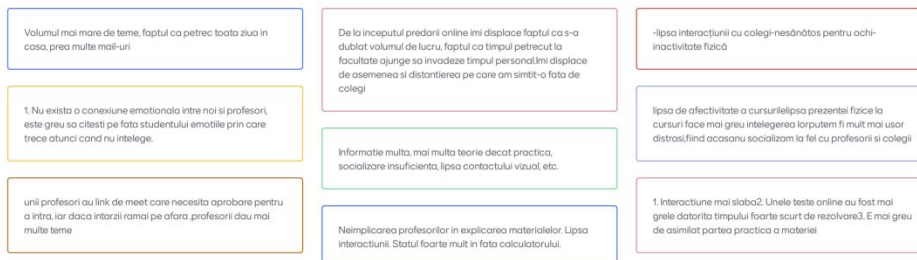 Volumul mai mare de teme, faptul ca petrec toata ziua in
casa, prea multe mail-uri
1. Nu exista o conexiune emotionala intre noi si profesori,
este greu sa citesti pe fata studentului emotiile prin care
trece atunci cand nu intelege.
unii profesori au link de meet care necesita aprobare pentru
a intra, iar daca intarzii ramai pe afara ,profesorii dau mai
multe teme
De la inceputul predarii online imi displace faptul ca s-a
dublat volumul de lucru, faptul ca timpul petrecut la
facultate ajunge sa invadeze timpul personal.Imi displace
de asemenea si distantierea pe care am simtit-o fata de
colegi
Informatie multa, mai multa teorie decat practica,
socializare insuficienta, lipsa contactului vizual, etc.
Neimplicarea profesorilor in explicarea materialelor. Lipsa
interactiunii. Statul foarte mult in fata calculatorului.
-lipsa interacțiunii cu colegi-nesănătos pentru ochi-
inactivitate fizică
lipsa de afectivitate a cursurilelipsa prezentei fizice la
cursuri face mai greu intelegerea lorputem fi mult mai usor
distrasi,fiind acasanu socializam la fel cu profesorii si colegii
1. Interactiune mai slaba2. Unele teste online au fost mai
grele datorita timpului foarte scurt de rezolvare3. E mai greu
de asimilat partea practica a materiei